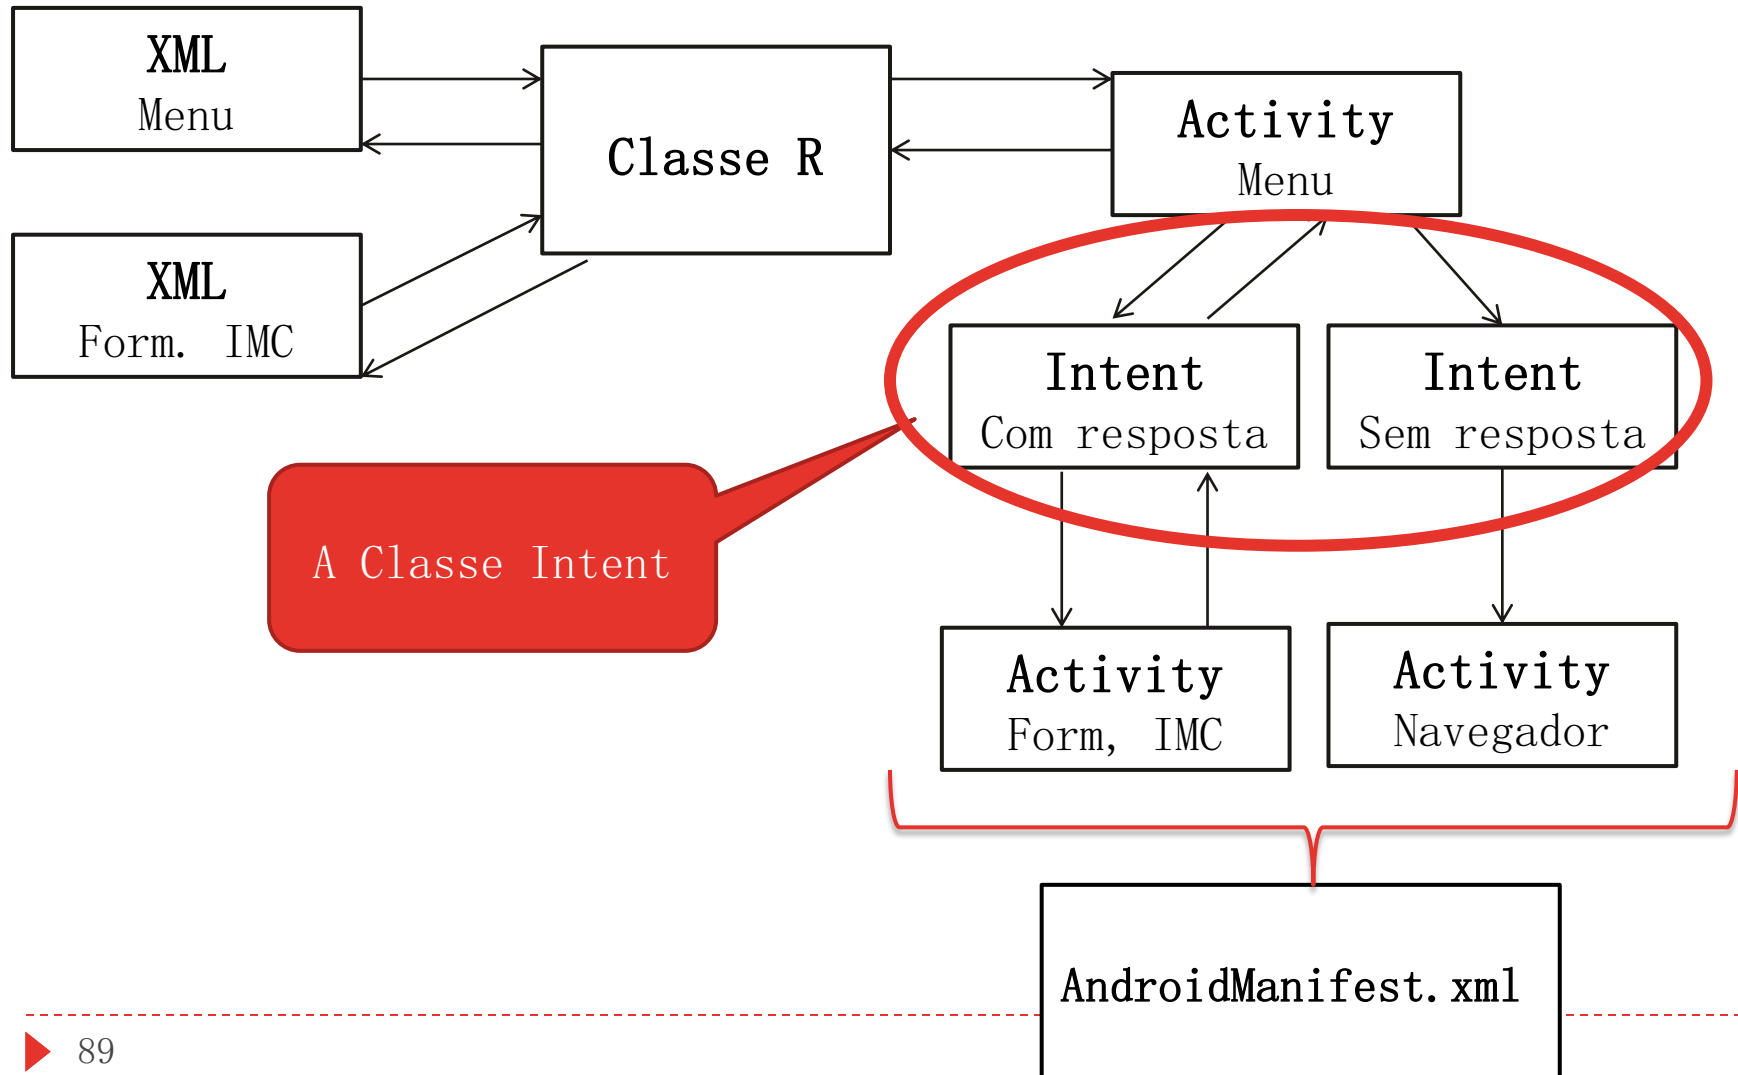 XML
Menu
Classe R
Activity
Menu
XML
Form. IMC
Intent
Com resposta
Intent
Sem resposta
A Classe Intent
Activity
Form, IMC
Activity
Navegador
AndroidManifest.xml
89